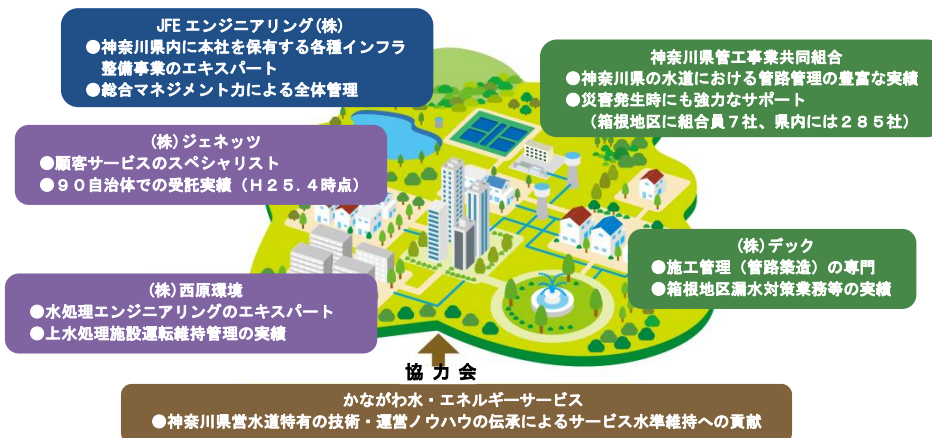 JFE エンジニアリング(株)
●神奈川県内に本社を保有する各種インフラ
整備事業のエキスパート
●総合マネジメント力による全体管理
神奈川県管工事業共同組合
●神奈川県の水道における管路管理の豊富な実績
●災害発生時にも強力なサポート
（箱根地区に組合員７社、県内には２８５社）
(株)ジェネッツ
●顧客サービスのスペシャリスト
●９０自治体での受託実績（Ｈ２５.４時点）
(株)デック
●施工管理（管路築造）の専門
●箱根地区漏水対策業務等の実績
(株)西原環境
●水処理エンジニアリングのエキスパート
●上水処理施設運転維持管理の実績
協 力 会
かながわ水・エネルギーサービス
●神奈川県営水道特有の技術・運営ノウハウの伝承によるサービス水準維持への貢献